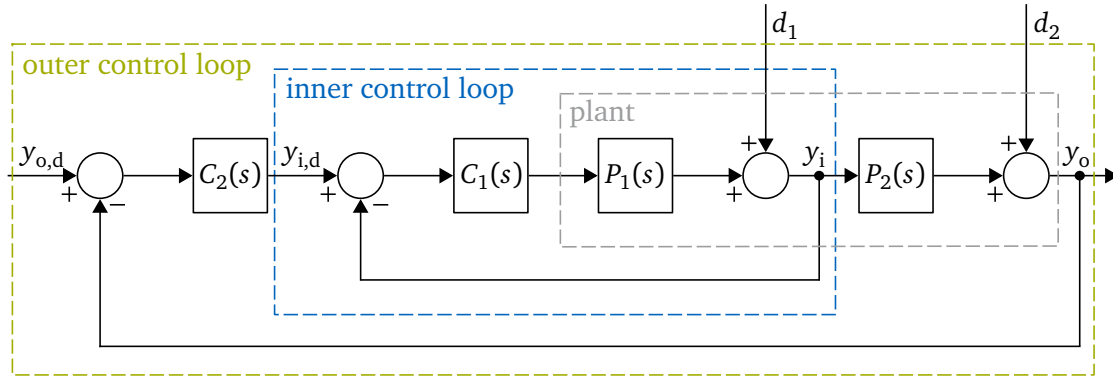 d1
d2
outer control loop
inner control loop
plant
yo,d
+
−
C2(s)
yi,d
+
−
C1(s)
P1(s)
+
+
yi
P2(s)
+
+
yo